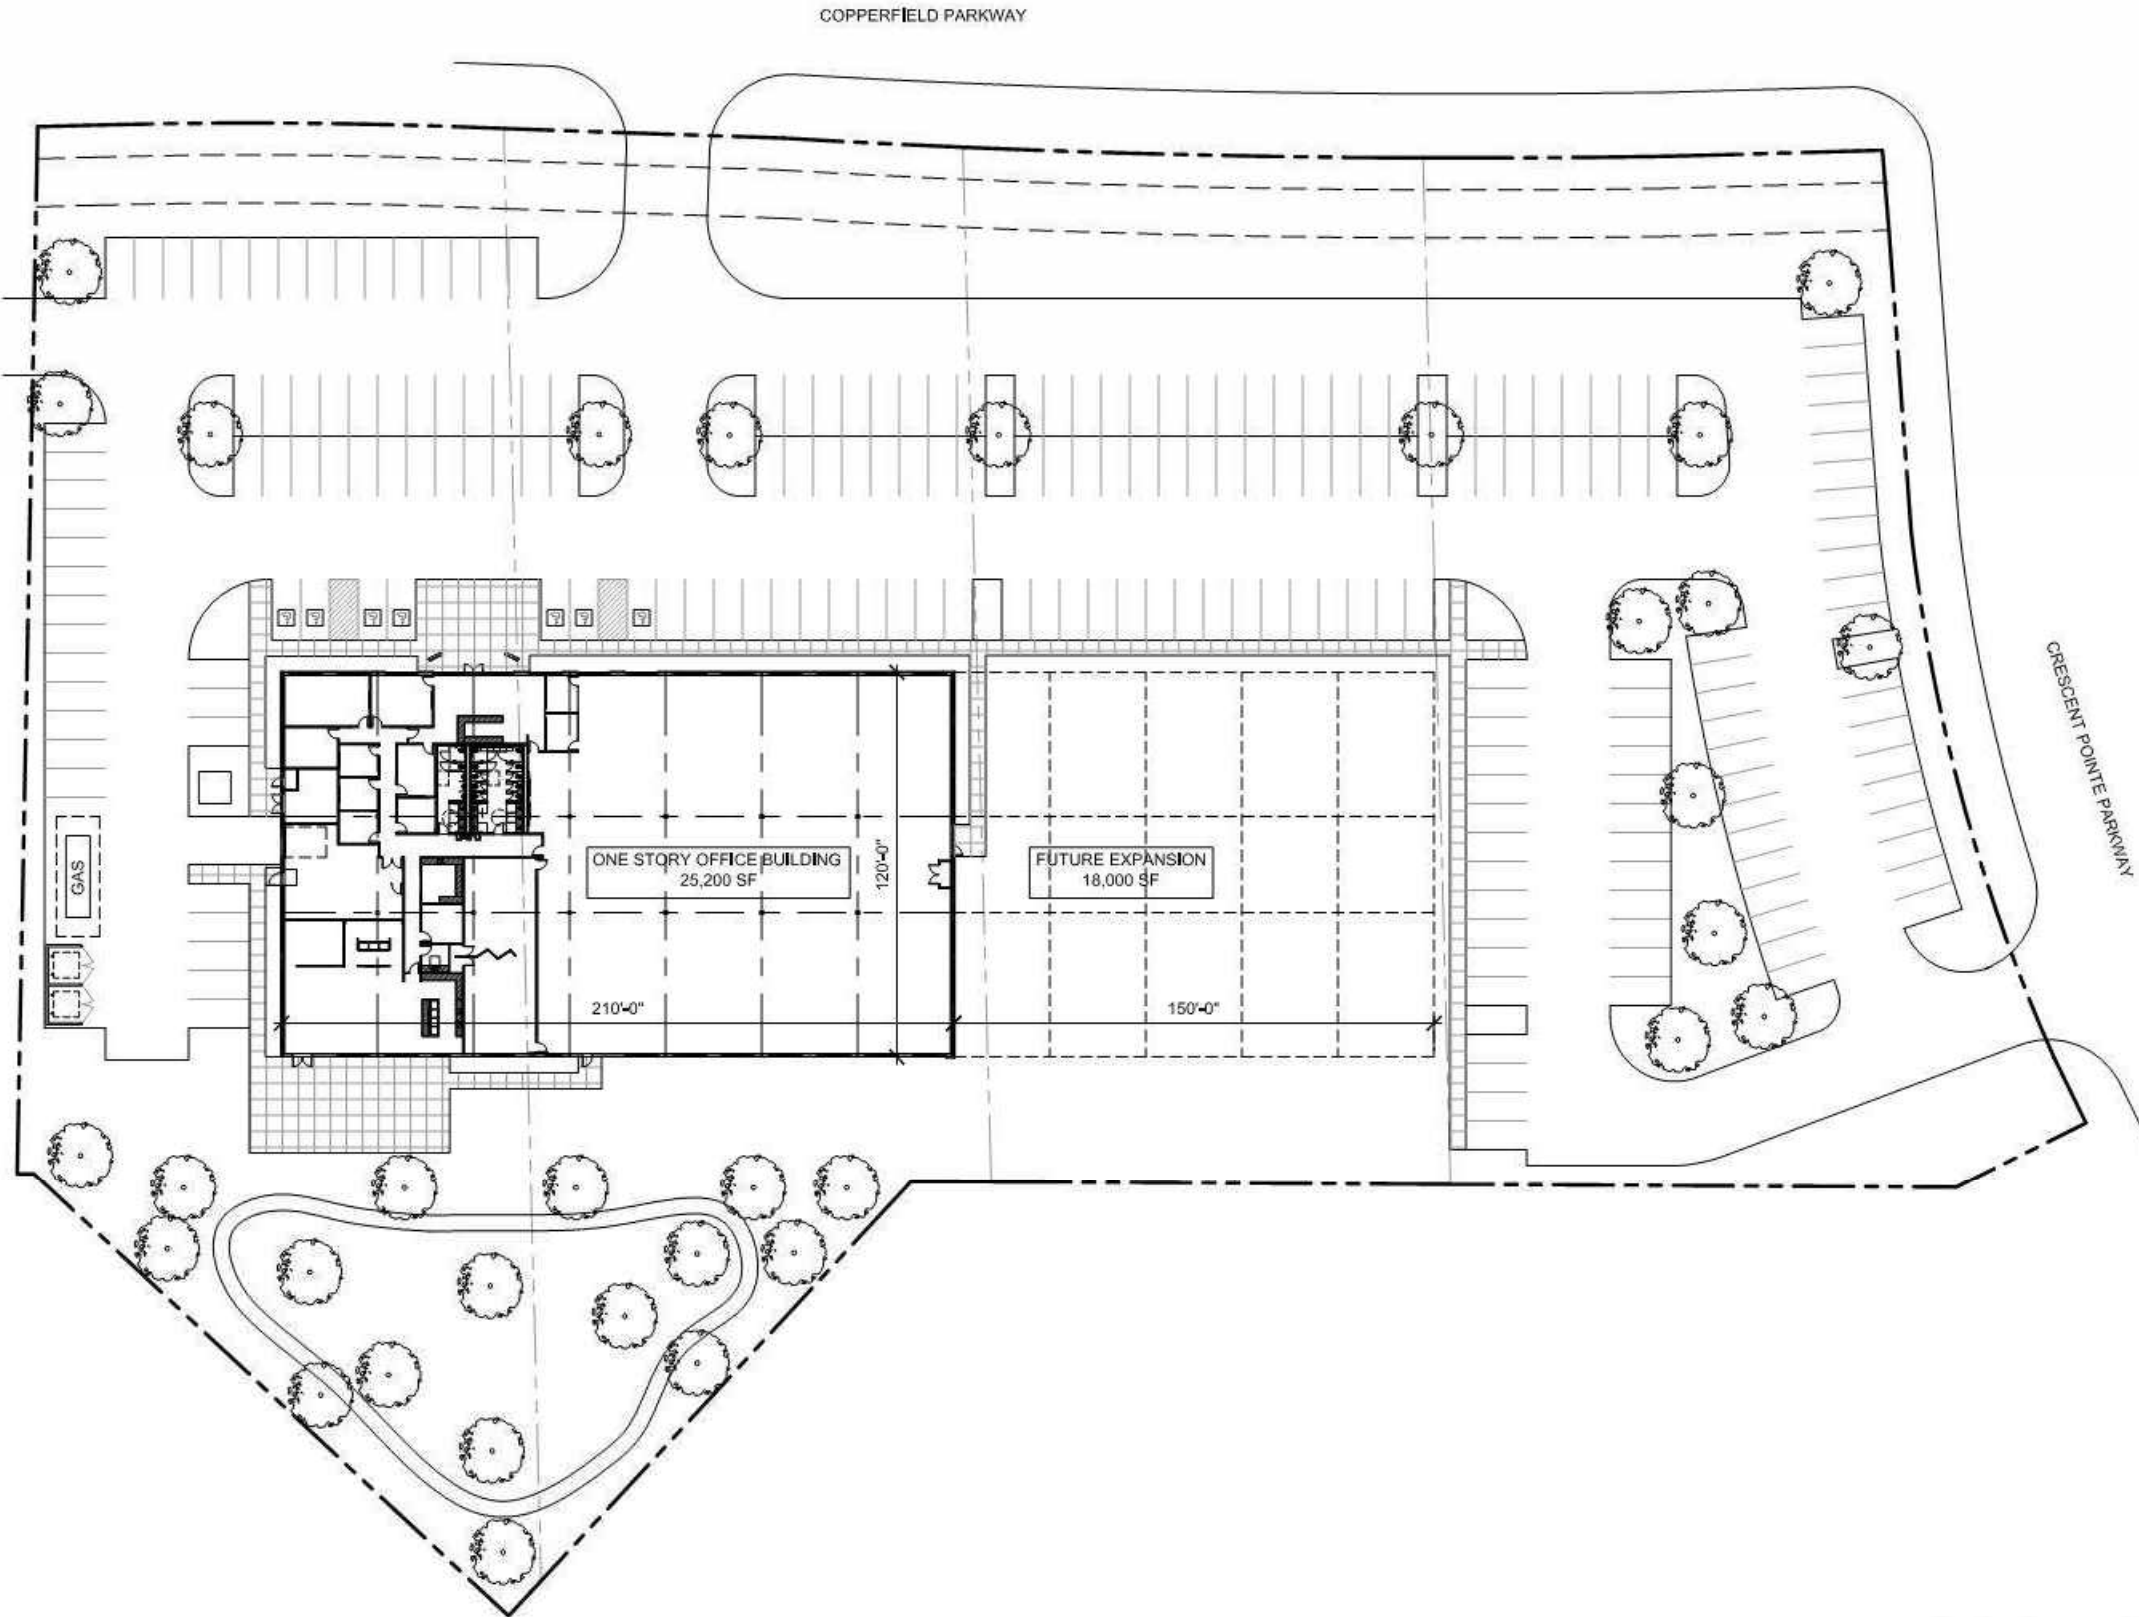 COPPERFIELD PARKWAY
CRESCENT POINTE PARKWAY
GAS
ONE STORY OFFICE BUILDING
25,200 SF
120'-0"
FUTURE EXPANSION
18,000 SF
210'-0"
150'-0"